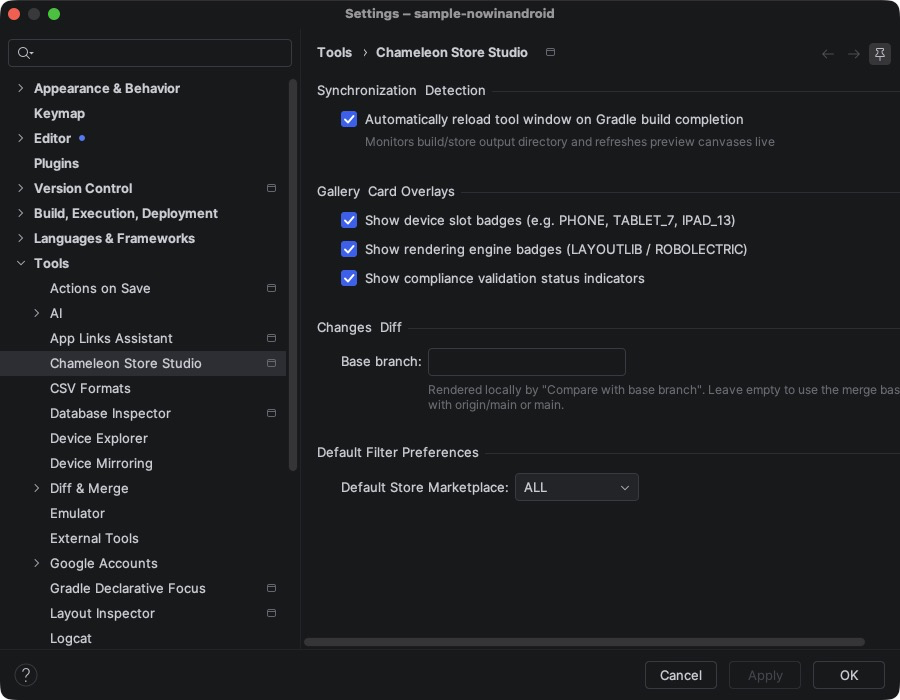 Settings – sample-nowinandroid
Tools › Chameleon Store Studio
Appearance & Behavior
Keymap
Editor
Plugins
Version Control
Build, Execution, Deployment
Languages & Frameworks
Tools
Actions on Save
AI
App Links Assistant
Chameleon Store Studio
CSV Formats
Database Inspector
Device Explorer
Device Mirroring
Diff & Merge
Emulator
External Tools
Google Accounts
Gradle Declarative Focus
Layout Inspector
Logcat
Synchronization Detection
Automatically reload tool window on Gradle build completion
Monitors build/store output directory and refreshes preview canvases live
Gallery Card Overlays
Show device slot badges (e.g. PHONE, TABLET_7, IPAD_13)
Show rendering engine badges (LAYOUTLIB / ROBOLECTRIC)
Show compliance validation status indicators
Changes Diff
Base branch:
Rendered locally by "Compare with base branch". Leave empty to use the merge bas
with origin/main or main.
Default Filter Preferences
Default Store Marketplace: ALL
?
Cancel
Apply
OK